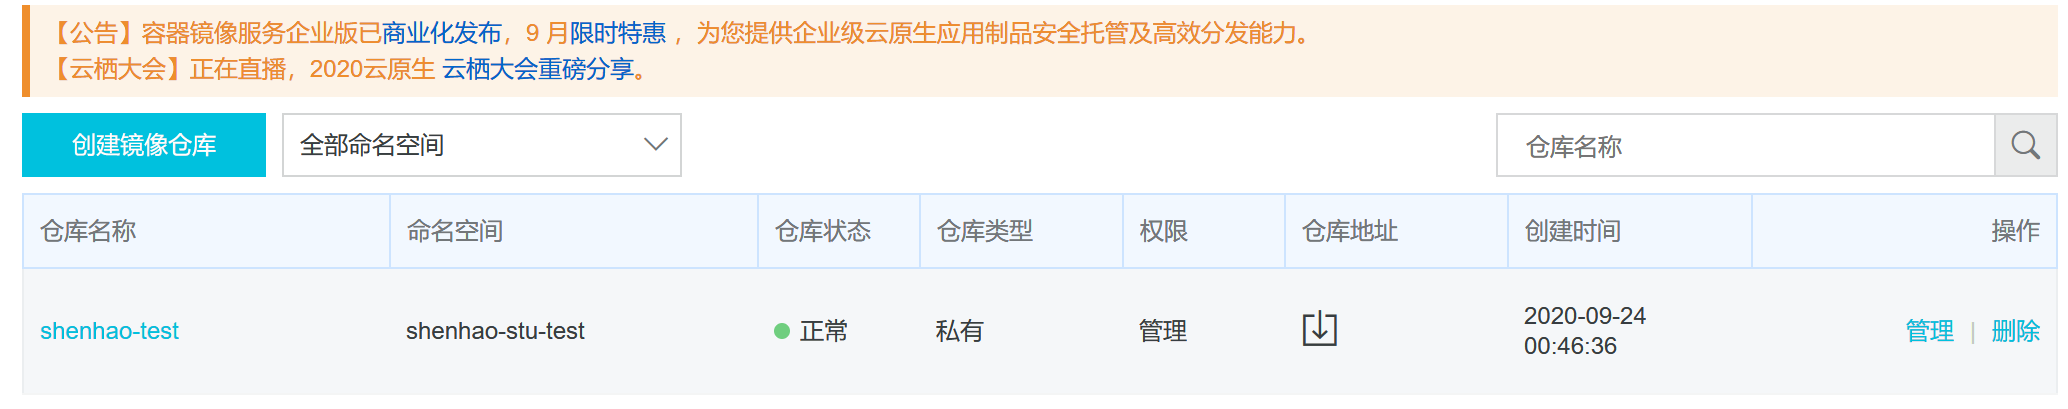 【公告】容器镜像服务企业版已商业化发布，9 月限时特惠 ，为您提供企业级云原生应用制品安全托管及高效分发能力。
【云栖大会】正在直播，2020云原生 云栖大会重磅分享。
创建镜像仓库 全部命名空间 仓库名称
仓库名称 命名空间 仓库状态 仓库类型 权限 仓库地址 创建时间 操作
shenhao-test shenhao-stu-test 正常 私有 管理 2020-09-24 管理 | 删除
00:46:36